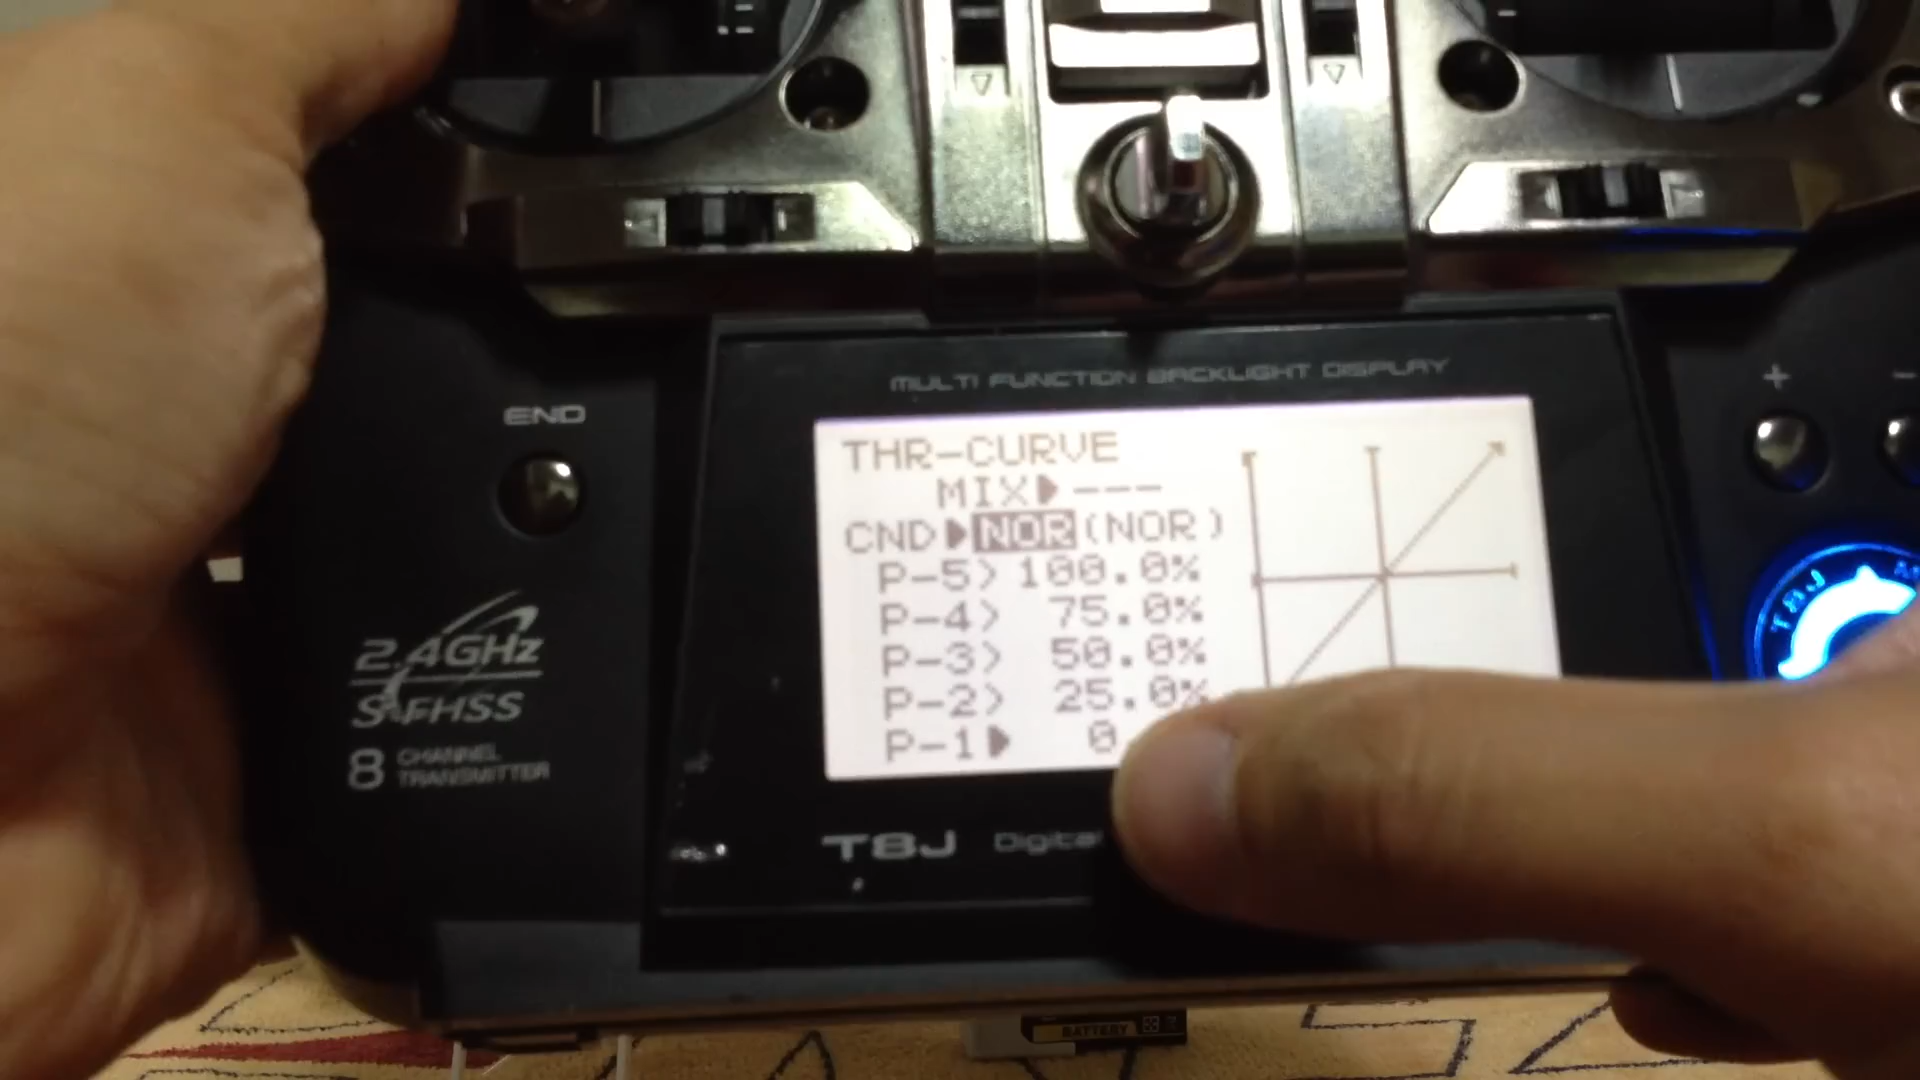 MULTI FUNCTION BACKLIGHT DISPLAY
+ -
END
THR-CURVE
MIX▶---
CND▶NOR(NOR)
P-5> 100.0%
P-4> 75.0%
P-3> 50.0%
P-2> 25.0%
P-1▶ 0
2.4GHz
S-FHSS
8 CHANNEL
TRANSMITTER
T8J Digital
T8J
BATTERY